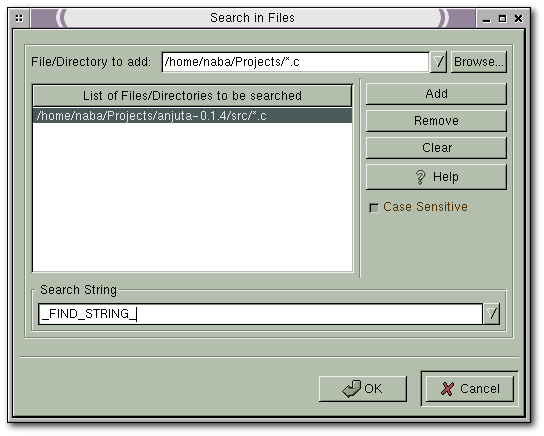 Search in Files
File/Directory to add:
/home/naba/Projects/*.c
Browse...
List of Files/Directories to be searched
/home/naba/Projects/anjuta-0.1.4/src/*.c
Add
Remove
Clear
? Help
Case Sensitive
Search String
_FIND_STRING_
OK
Cancel